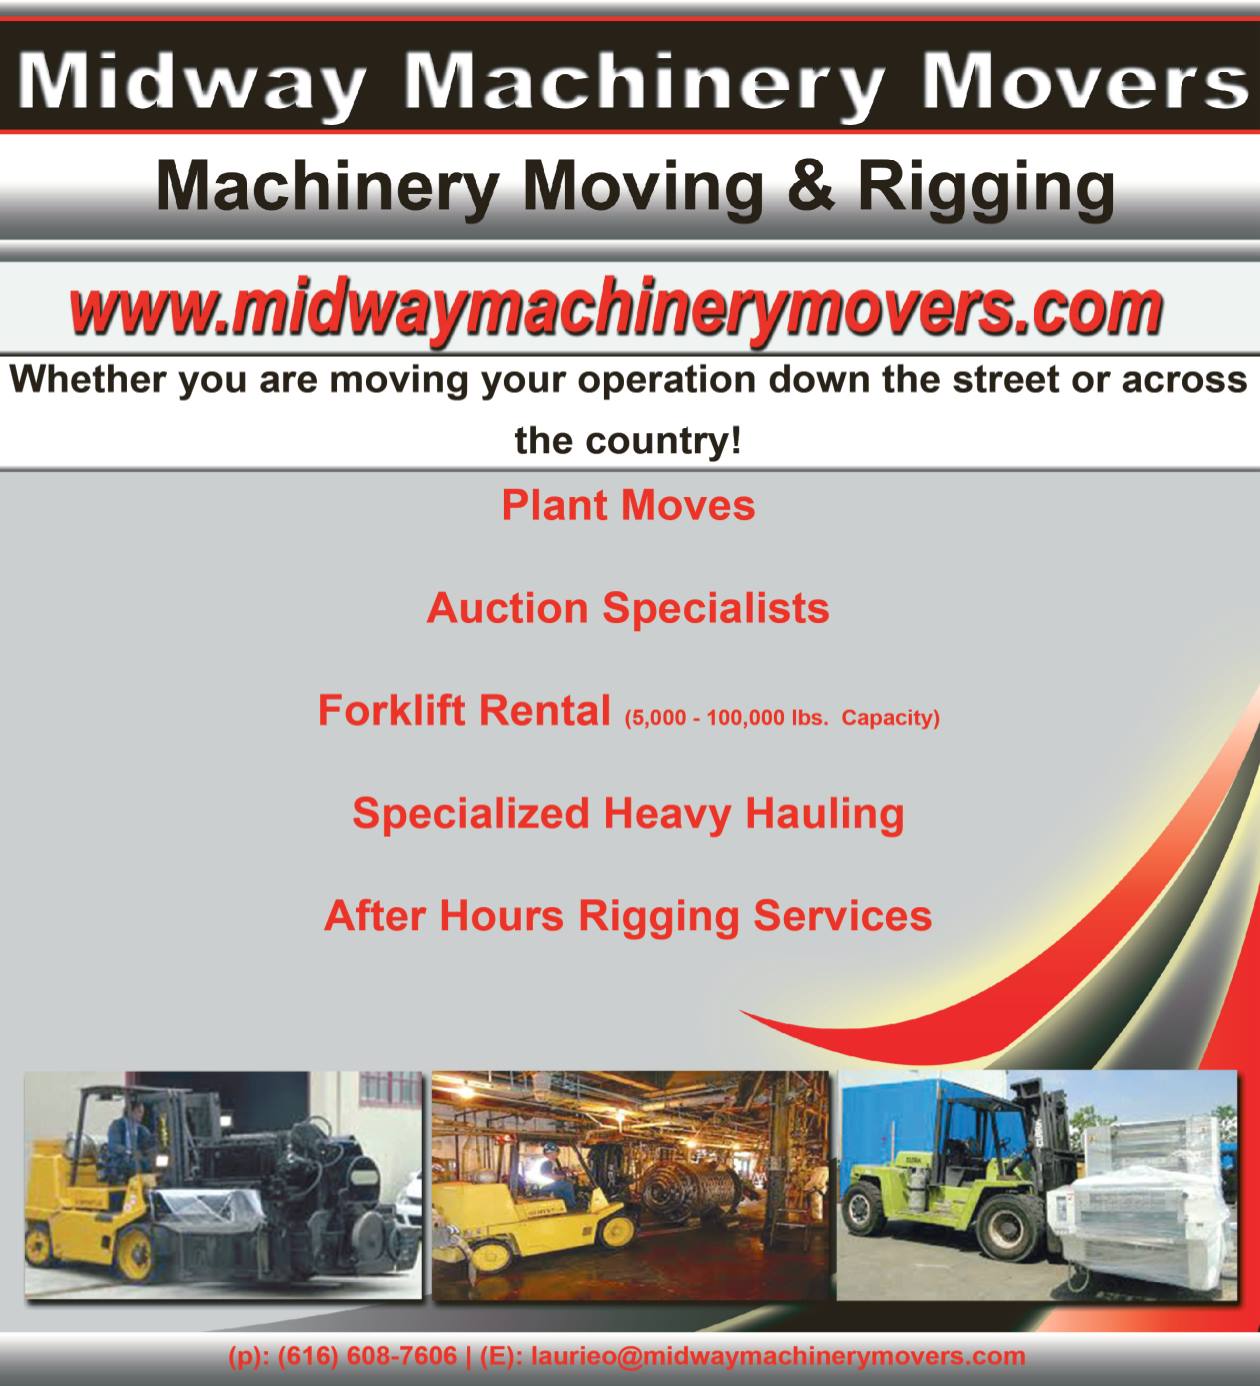 Midway Machinery Movers
Machinery Moving & Rigging
www.midwaymachinerymovers.com
Whether you are moving your operation down the street or across
the country!
Plant Moves
Auction Specialists
Forklift Rental (5,000 - 100,000 lbs. Capacity)
Specialized Heavy Hauling
After Hours Rigging Services
(p): (616) 608-7606 | (E): laurieo@midwaymachinerymovers.com